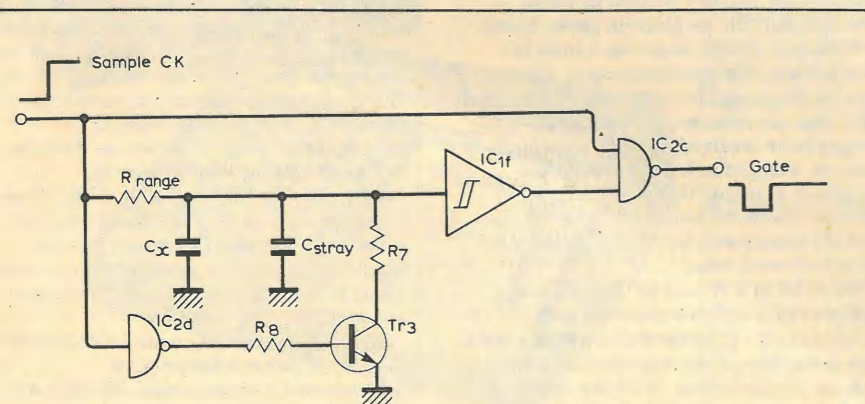 Sample CK
IC1f
IC2c
Gate
Rrange
Cx
Cstray
R7
IC2d
R8
Tr3